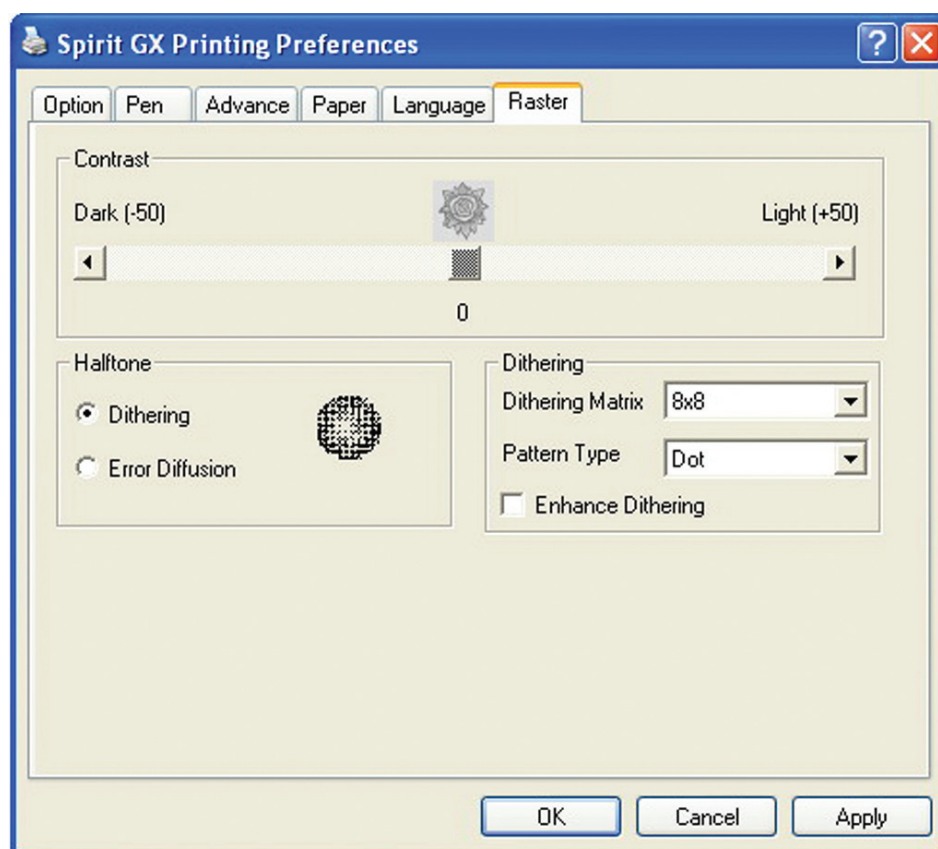 Spirit GX Printing Preferences
Option Pen Advance Paper Language Raster
Contrast
Dark (-50) Light (+50)
0
Halftone
Dithering
Error Diffusion
Dithering
Dithering Matrix 8x8
Pattern Type Dot
Enhance Dithering
OK Cancel Apply